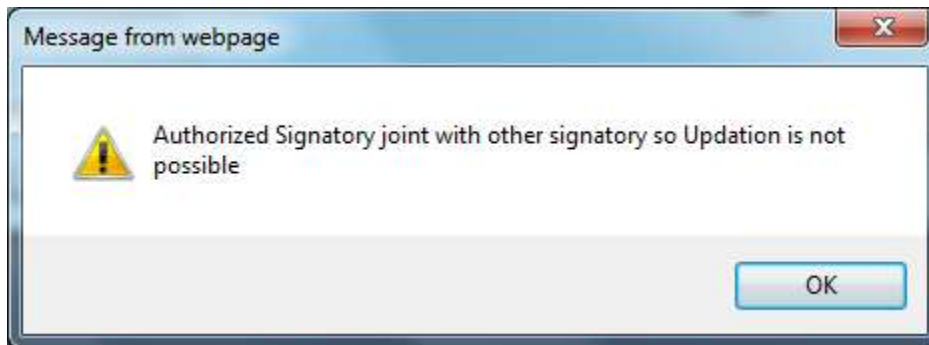 Message from webpage
Authorized Signatory joint with other signatory so Updation is not
possible
OK